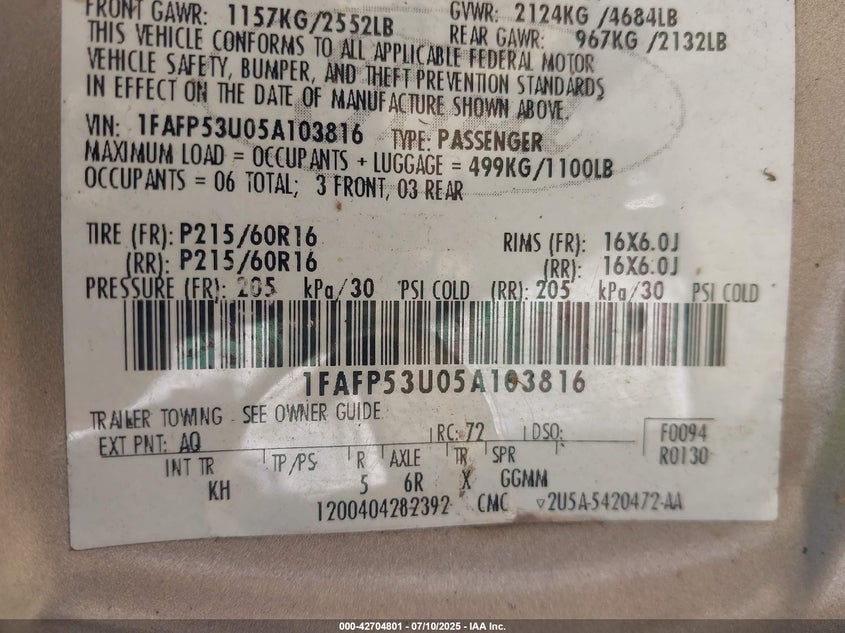 FRONT GAWR: 1157KG/2552LB GVWR: 2124KG /4684LB
REAR GAWR: 967KG /2132LB
THIS VEHICLE CONFORMS TO ALL APPLICABLE FEDERAL MOTOR
VEHICLE SAFETY, BUMPER, AND THEFT PREVENTION STANDARDS
IN EFFECT ON THE DATE OF MANUFACTURE SHOWN ABOVE.
VIN: 1FAFP53U05A103816 TYPE: PASSENGER
MAXIMUM LOAD = OCCUPANTS + LUGGAGE = 499KG/1100LB
OCCUPANTS = 06 TOTAL; 3 FRONT, 03 REAR
TIRE (FR): P215/60R16 RIMS (FR): 16X6.0J
(RR): P215/60R16 (RR): 16X6.0J
PRESSURE (FR): 205 kPa/30 PSI COLD (RR): 205 kPa/30 PSI COLD
1FAFP53U05A103816
TRAILER TOWING - SEE OWNER GUIDE
EXT PNT: AQ RC: 72 DSO: F0094
INT TR TP/PS R AXLE TR SPR R0130
KH 5 6R X GGMM
1200404282392 CMC ▽2U5A-5420472-AA
000-42704801 - 07/10/2025 - IAA Inc.